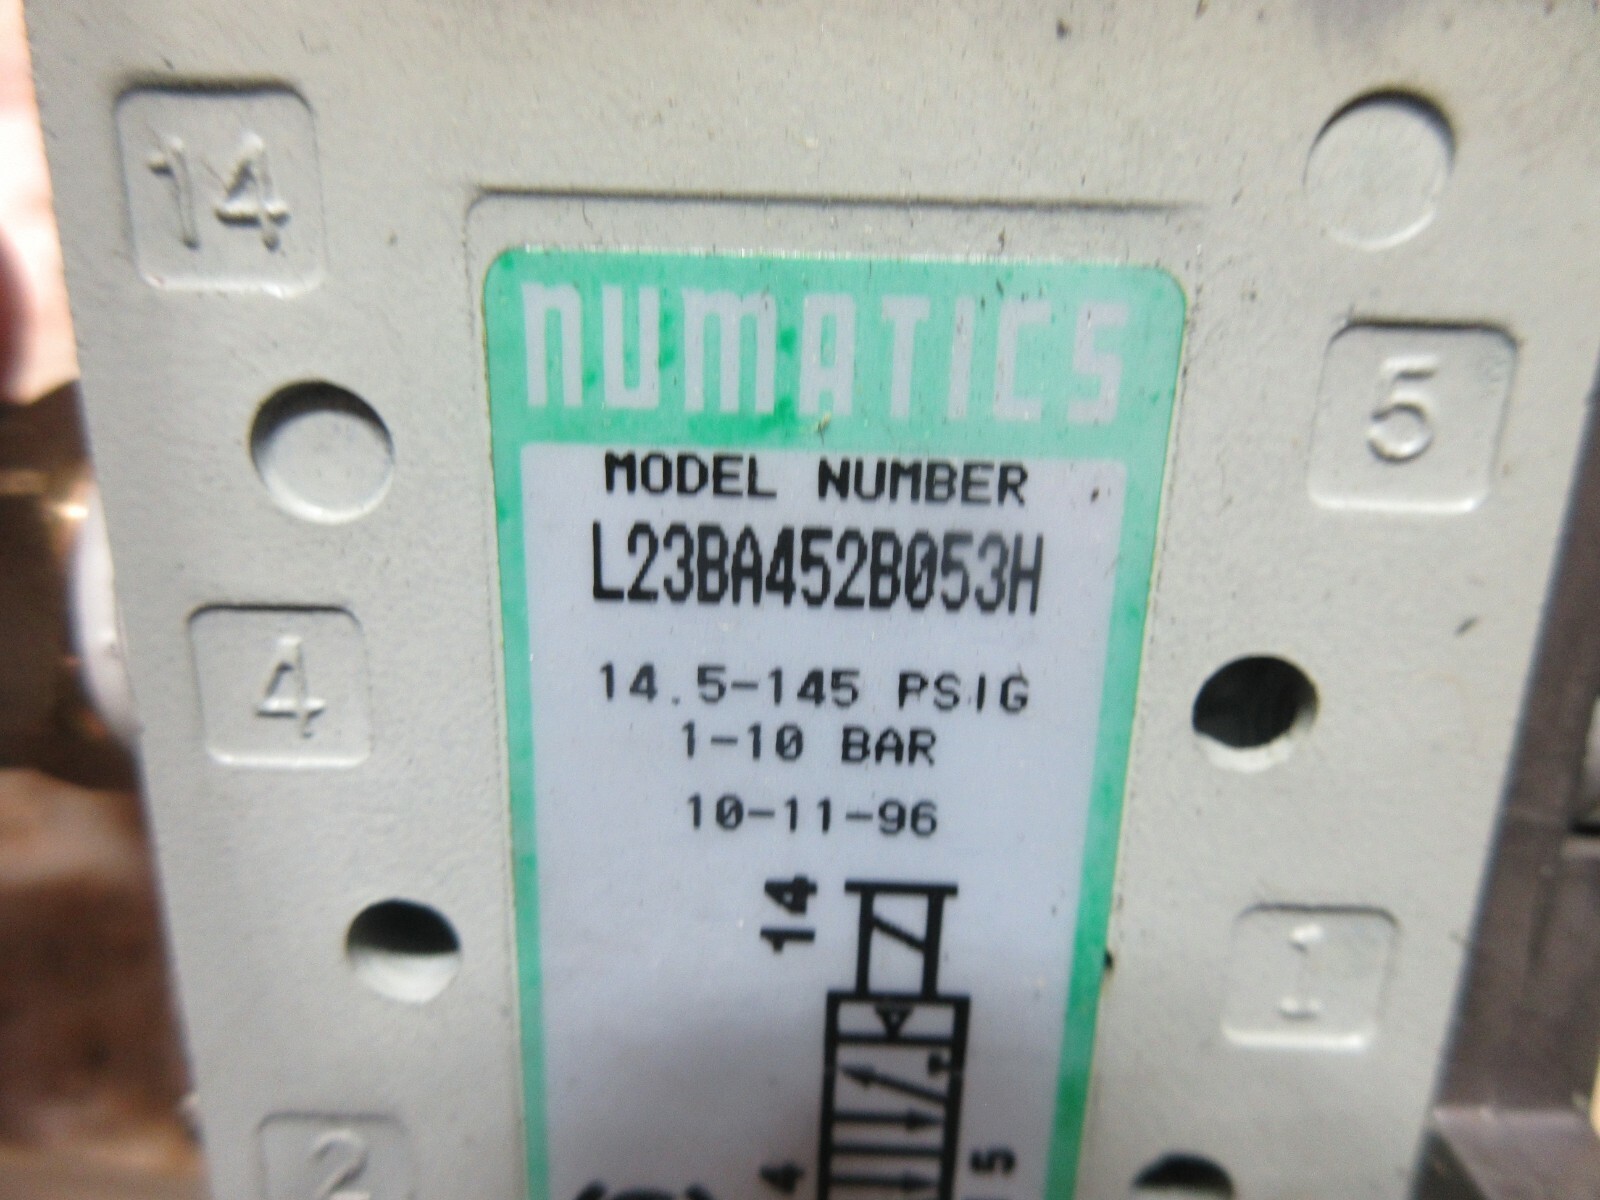 14
NUMATICS
5
MODEL NUMBER
L23BA452B053H
4
14.5-145 PSIG
1-10 BAR
10-11-96
14
1
2
4
5